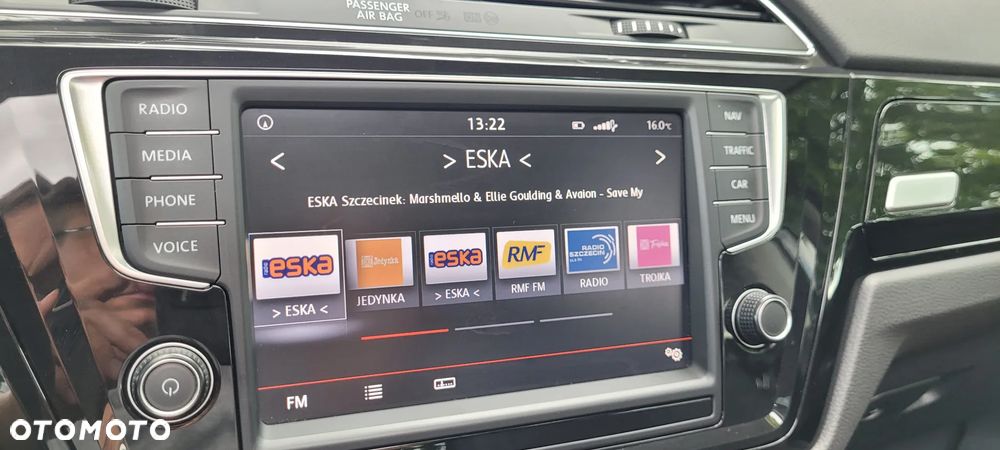 PASSENGER
AIR BAG OFF
RADIO
MEDIA
PHONE
VOICE
NAV
TRAFFIC
CAR
MENU
13:22
16.0°C
< > ESKA < >
ESKA Szczecinek: Marshmello & Ellie Goulding & Avaion - Save My
eska
Jedynka
eska
RMF
RADIO
SZCZECIN
Trójka
> ESKA <
JEDYNKA
> ESKA <
RMF FM
RADIO
TROJKA
FM
OTOMOTO